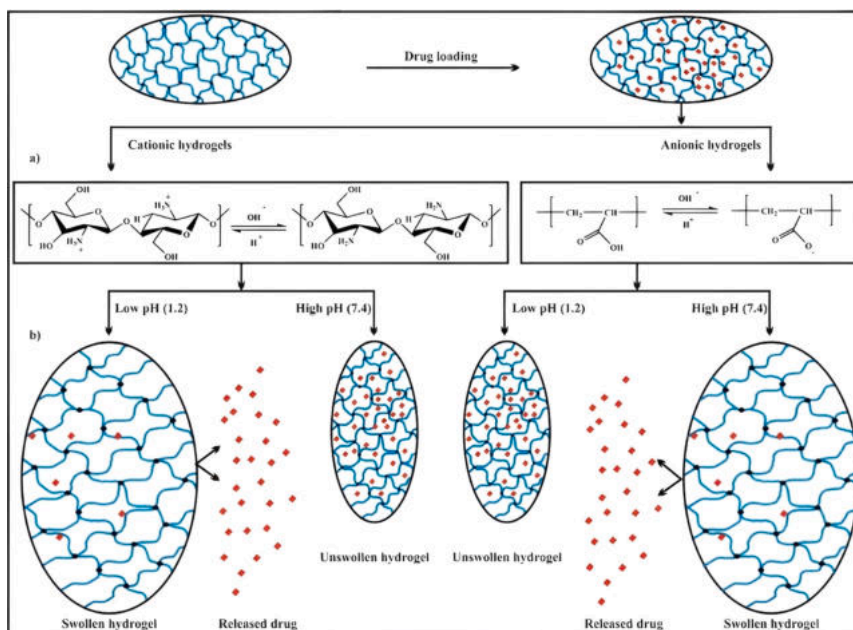 Drug loading
a)
Cationic hydrogels
Anionic hydrogels
OH
O
O
HO
H₃N
+
O
H
H₃N
+
O
OH
O
OH⁻
H⁺
OH
O
O
HO
H₂N
O
H
H₂N
O
OH
O
CH₂
CH
O
OH
OH⁻
H⁺
CH₂
CH
O
O⁻
Low pH (1.2)
High pH (7.4)
Low pH (1.2)
High pH (7.4)
b)
Unswollen hydrogel
Unswollen hydrogel
Swollen hydrogel
Released drug
Released drug
Swollen hydrogel